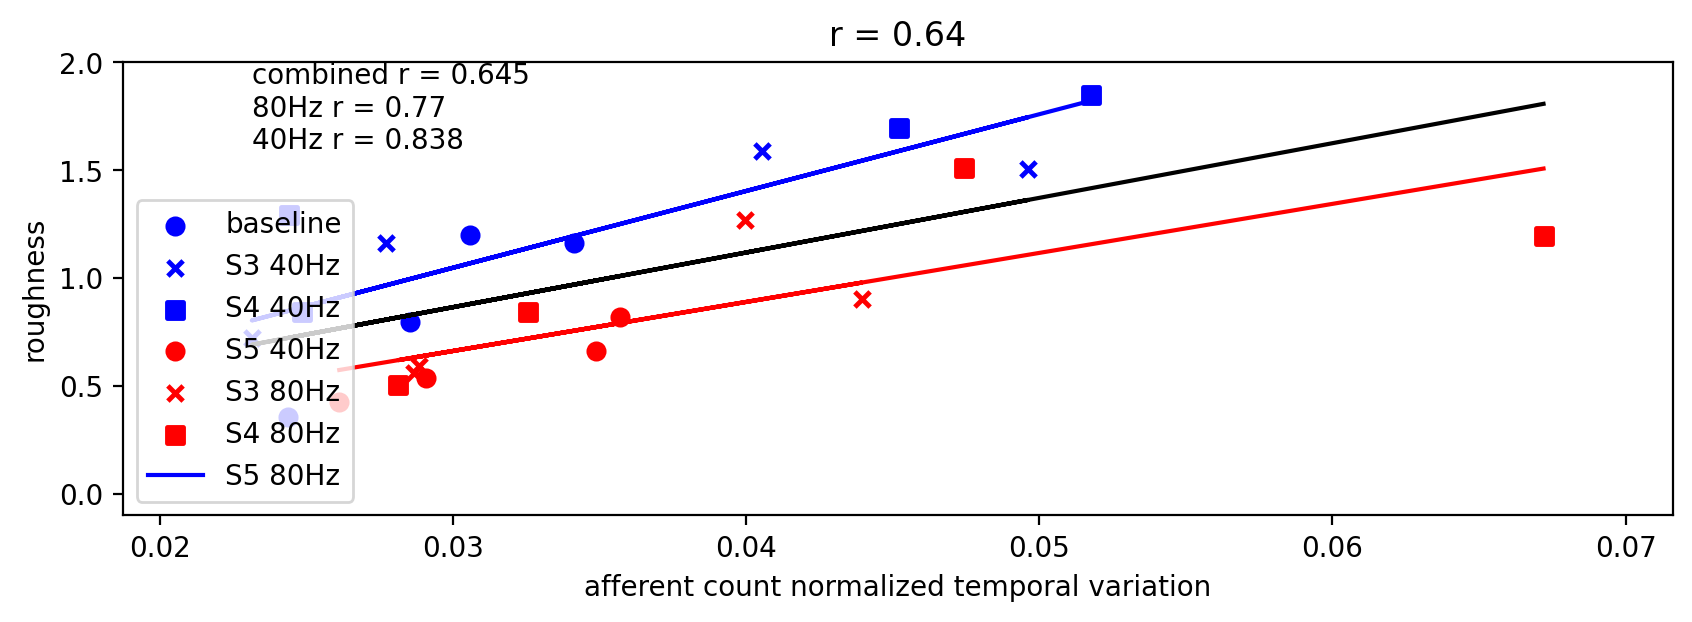 r = 0.64
combined r = 0.645
80Hz r = 0.77
40Hz r = 0.838
2.0
1.5
1.0
0.5
0.0
roughness
baseline
S3 40Hz
S4 40Hz
S5 40Hz
S3 80Hz
S4 80Hz
S5 80Hz
0.02 0.03 0.04 0.05 0.06 0.07
afferent count normalized temporal variation